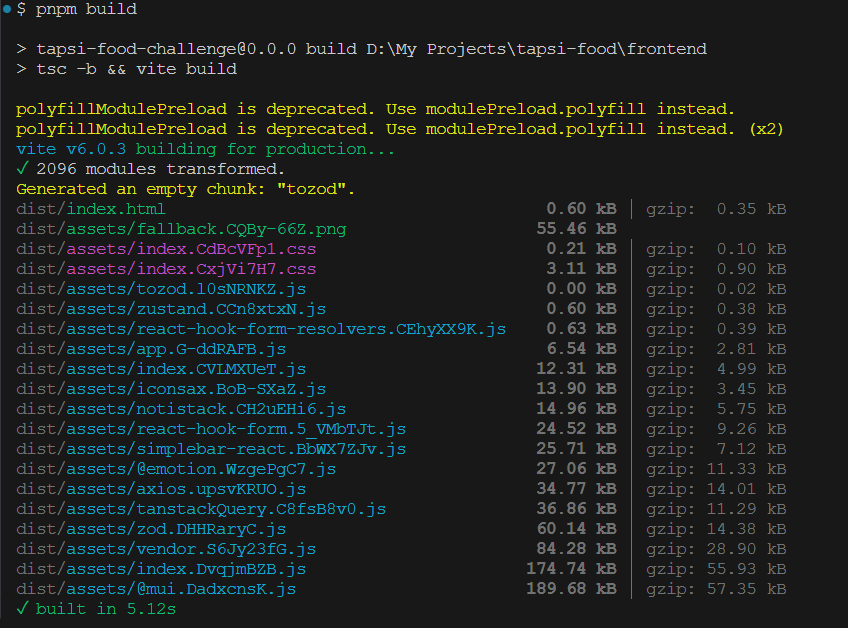 $ pnpm build
> tapsi-food-challenge@0.0.0 build D:\My Projects\tapsi-food\frontend
> tsc -b && vite build
polyfillModulePreload is deprecated. Use modulePreload.polyfill instead.
polyfillModulePreload is deprecated. Use modulePreload.polyfill instead. (x2)
vite v6.0.3 building for production...
✓ 2096 modules transformed.
Generated an empty chunk: "tozod".
dist/index.html 0.60 kB │ gzip: 0.35 kB
dist/assets/fallback.CQBy-66Z.png 55.46 kB
dist/assets/index.CdBcVFp1.css 0.21 kB │ gzip: 0.10 kB
dist/assets/index.CxjVi7H7.css 3.11 kB │ gzip: 0.90 kB
dist/assets/tozod.l0sNRNKZ.js 0.00 kB │ gzip: 0.02 kB
dist/assets/zustand.CCn8xtxN.js 0.60 kB │ gzip: 0.38 kB
dist/assets/react-hook-form-resolvers.CEhyXX9K.js 0.63 kB │ gzip: 0.39 kB
dist/assets/app.G-ddRAFB.js 6.54 kB │ gzip: 2.81 kB
dist/assets/index.CVLMXUeT.js 12.31 kB │ gzip: 4.99 kB
dist/assets/iconsax.BoB-SXaZ.js 13.90 kB │ gzip: 3.45 kB
dist/assets/notistack.CH2uEHi6.js 14.96 kB │ gzip: 5.75 kB
dist/assets/react-hook-form.5_VMbTJt.js 24.52 kB │ gzip: 9.26 kB
dist/assets/simplebar-react.BbWX7ZJv.js 25.71 kB │ gzip: 7.12 kB
dist/assets/@emotion.WzgePgC7.js 27.06 kB │ gzip: 11.33 kB
dist/assets/axios.upsvKRUO.js 34.77 kB │ gzip: 14.01 kB
dist/assets/tanstackQuery.C8fsB8v0.js 36.86 kB │ gzip: 11.29 kB
dist/assets/zod.DHHRaryC.js 60.14 kB │ gzip: 14.38 kB
dist/assets/vendor.S6Jy23fG.js 84.28 kB │ gzip: 28.90 kB
dist/assets/index.DvqjmBZB.js 174.74 kB │ gzip: 55.93 kB
dist/assets/@mui.DadxcnsK.js 189.68 kB │ gzip: 57.35 kB
✓ built in 5.12s